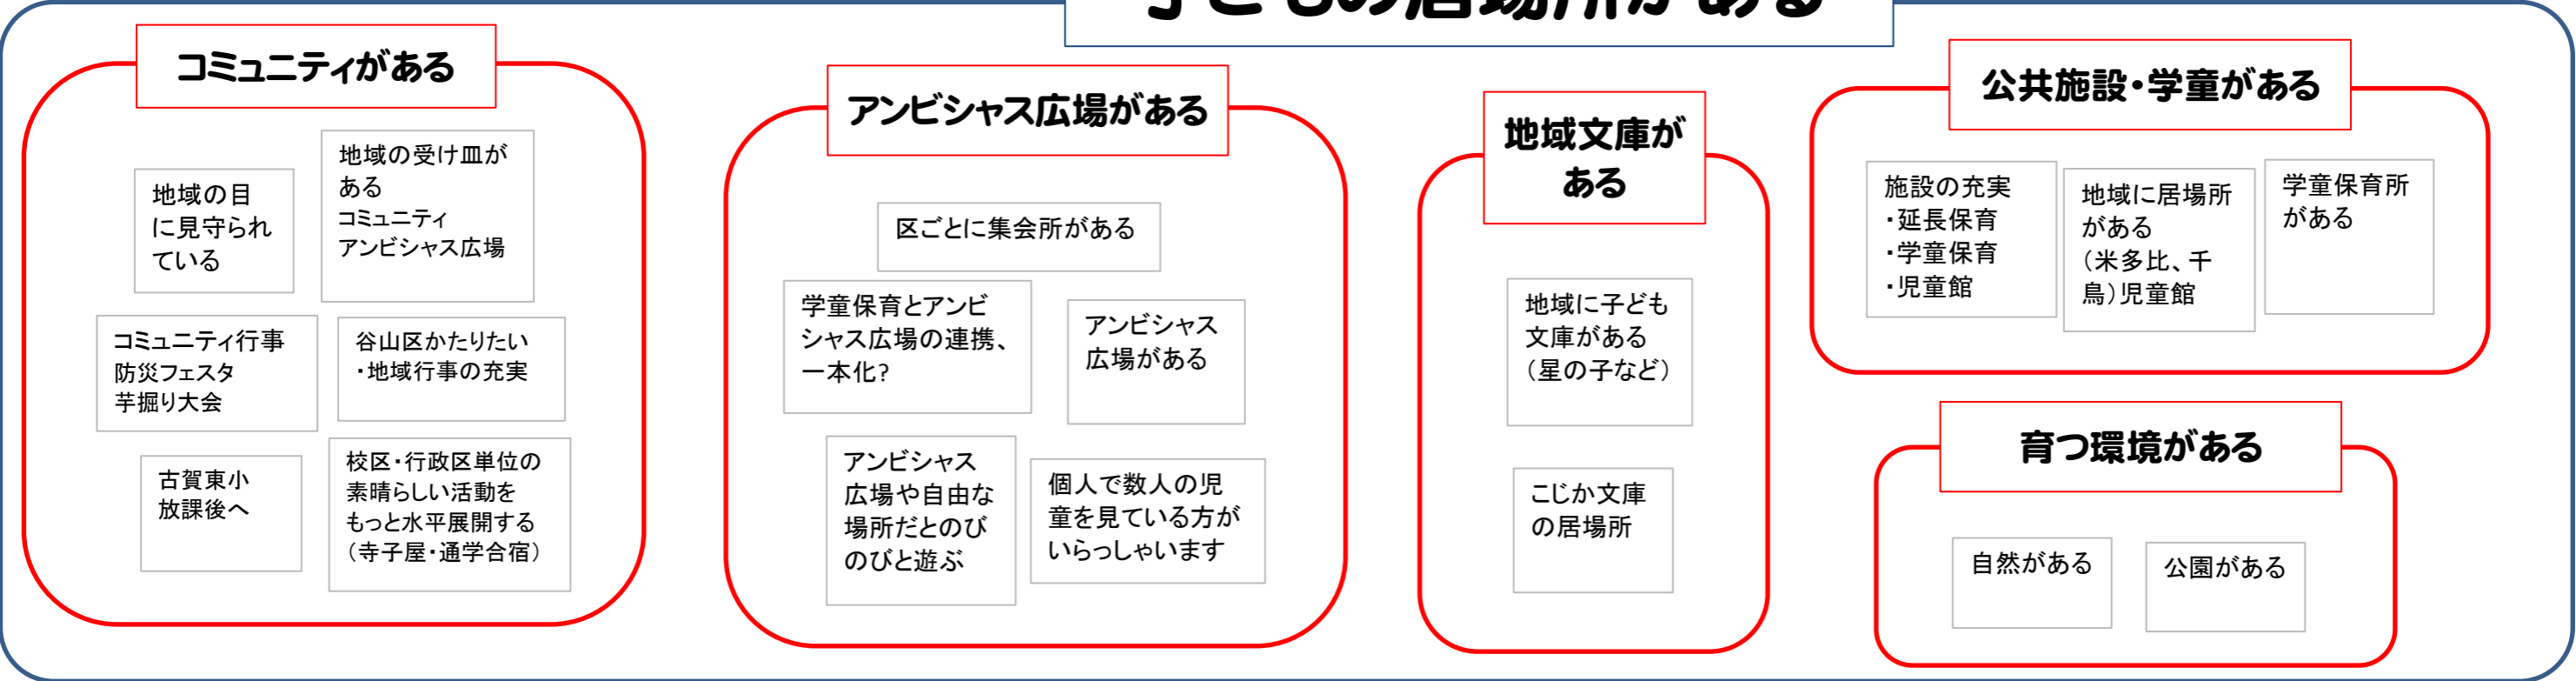 子どもの居場所がある
コミュニティがある
地域の目
に見守られ
ている
地域の受け皿が
ある
コミュニティ
アンビシャス広場
コミュニティ行事
防災フェスタ
芋掘り大会
谷山区かたりたい
・地域行事の充実
古賀東小
放課後へ
校区・行政区単位の
素晴らしい活動を
もっと水平展開する
（寺子屋・通学合宿）
アンビシャス広場がある
区ごとに集会所がある
学童保育とアンビ
シャス広場の連携、
一本化?
アンビシャス
広場がある
アンビシャス
広場や自由な
場所だとのび
のびと遊ぶ
個人で数人の児
童を見ている方が
いらっしゃいます
地域文庫が
ある
地域に子ども
文庫がある
（星の子など）
こじか文庫
の居場所
公共施設・学童がある
施設の充実
・延長保育
・学童保育
・児童館
地域に居場所
がある
（米多比、千
鳥）児童館
学童保育所
がある
育つ環境がある
自然がある
公園がある